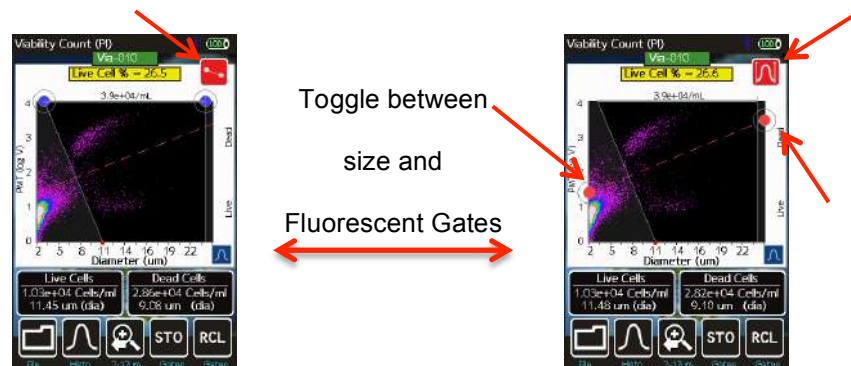 Viability Count (PI)
Via-010
Live Cell % = 26.5
3.9e+04/mL
4
3
2
1
0
PMT (log V)
Dead
Live
2 5 8 11 14 16 19 22
Diameter (um)
Live Cells
1.03e+04 Cells/ml
11.45 um (dia)
Dead Cells
2.86e+04 Cells/ml
9.08 um (dia)
STO
RCL
Toggle between
size and
Fluorescent Gates
Viability Count (PI)
Via-010
Live Cell % = 26.6
3.9e+04/mL
4
3
2
1
0
Dead
Live
2 5 8 11 14 16 19 22
Diameter (um)
Live Cells
1.03e+04 Cells/ml
11.48 um (dia)
Dead Cells
2.82e+04 Cells/ml
9.10 um (dia)
STO
RCL